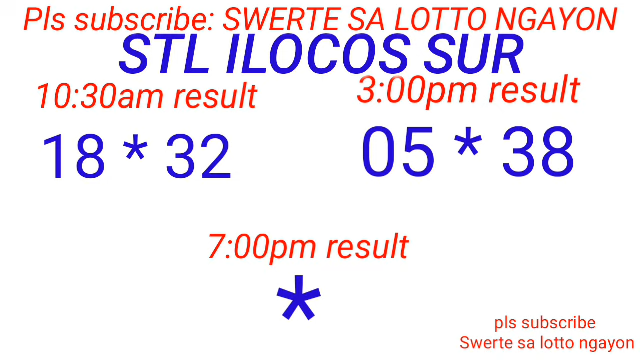 Pls subscribe: SWERTE SA LOTTO NGAYON
STL ILOCOS SUR
10:30am result
3:00pm result
18 * 32
05 * 38
7:00pm result
*
pls subscribe
Swerte sa lotto ngayon